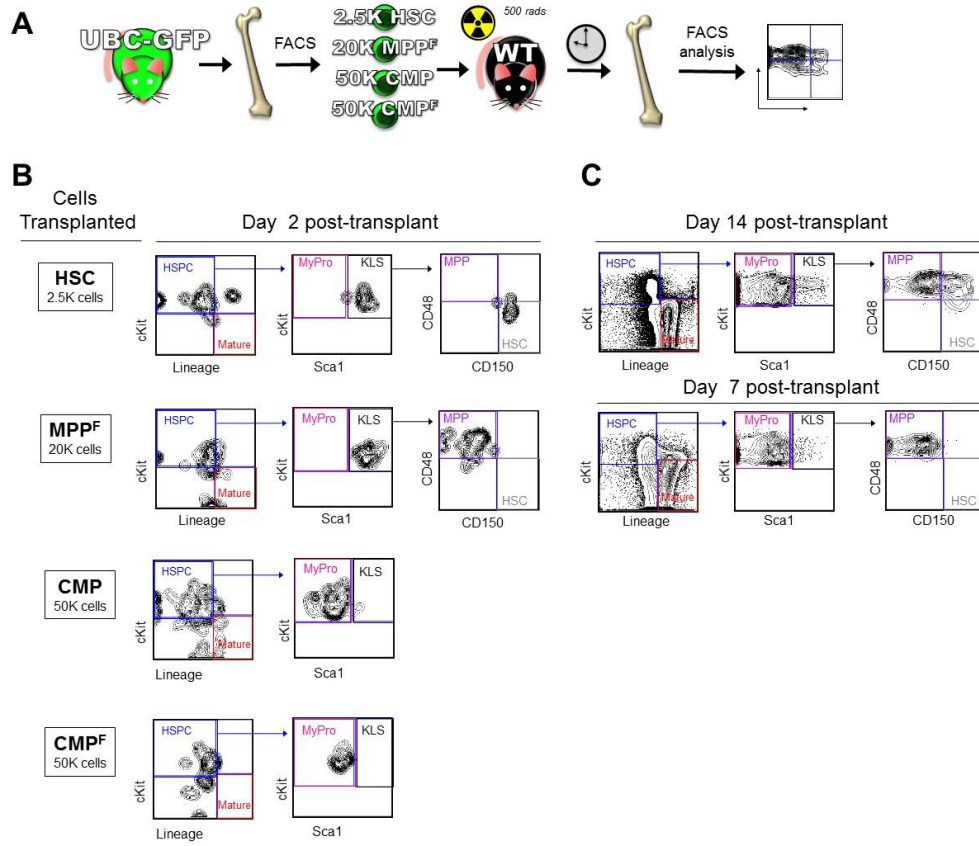 A
UBC-GFP
FACS
2.5K HSC
20K MPPF
50K CMP
50K CMPF
500 rads
WT
FACS
analysis
B
Cells
Transplanted
Day 2 post-transplant
HSC
2.5K cells
HSPC
Mature
cKit
Lineage
MyPro
KLS
cKit
Sca1
MPP
HSC
CD48
CD150
MPPF
20K cells
HSPC
Mature
cKit
Lineage
MyPro
KLS
cKit
Sca1
MPP
HSC
CD48
CD150
CMP
50K cells
HSPC
Mature
cKit
Lineage
MyPro
KLS
cKit
Sca1
CMPF
50K cells
HSPC
Mature
cKit
Lineage
MyPro
KLS
cKit
Sca1
C
Day 14 post-transplant
HSPC
Mature
cKit
Lineage
MyPro
KLS
cKit
Sca1
MPP
HSC
CD48
CD150
Day 7 post-transplant
HSPC
Mature
cKit
Lineage
MyPro
KLS
cKit
Sca1
MPP
HSC
CD48
CD150